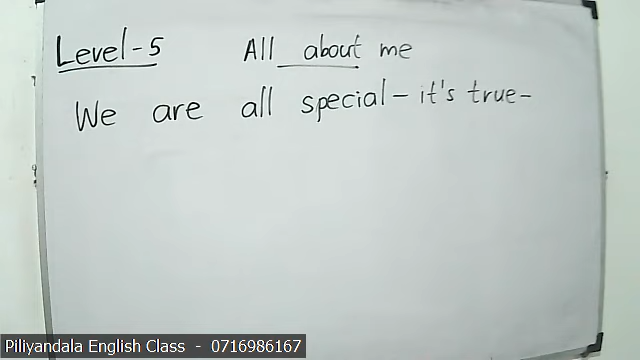 Level-5 All about me
We are all special - it's true -
Piliyandala English Class - 0716986167